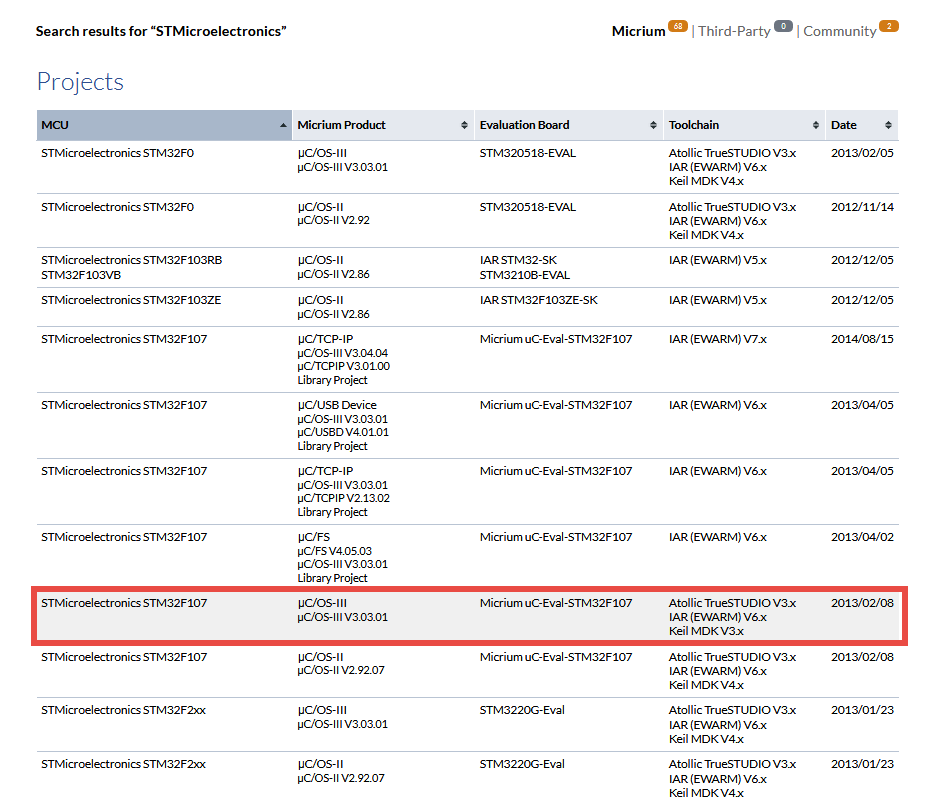 Search results for “STMicroelectronics” Micrium 68 | Third-Party 0 | Community 2
Projects
MCU Micrium Product Evaluation Board Toolchain Date
STMicroelectronics STM32F0 µC/OS-III STM320518-EVAL Atollic TrueSTUDIO V3.x 2013/02/05
µC/OS-III V3.03.01 IAR (EWARM) V6.x
Keil MDK V4.x
STMicroelectronics STM32F0 µC/OS-II STM320518-EVAL Atollic TrueSTUDIO V3.x 2012/11/14
µC/OS-II V2.92 IAR (EWARM) V6.x
Keil MDK V4.x
STMicroelectronics STM32F103RB µC/OS-II IAR STM32-SK IAR (EWARM) V5.x 2012/12/05
STM32F103VB µC/OS-II V2.86 STM3210B-EVAL
STMicroelectronics STM32F103ZE µC/OS-II IAR STM32F103ZE-SK IAR (EWARM) V5.x 2012/12/05
µC/OS-II V2.86
STMicroelectronics STM32F107 µC/TCP-IP Micrium uC-Eval-STM32F107 IAR (EWARM) V7.x 2014/08/15
µC/OS-III V3.04.04
µC/TCPIP V3.01.00
Library Project
STMicroelectronics STM32F107 µC/USB Device Micrium uC-Eval-STM32F107 IAR (EWARM) V6.x 2013/04/05
µC/OS-III V3.03.01
µC/USBD V4.01.01
Library Project
STMicroelectronics STM32F107 µC/TCP-IP Micrium uC-Eval-STM32F107 IAR (EWARM) V6.x 2013/04/05
µC/OS-III V3.03.01
µC/TCPIP V2.13.02
Library Project
STMicroelectronics STM32F107 µC/FS Micrium uC-Eval-STM32F107 IAR (EWARM) V6.x 2013/04/02
µC/FS V4.05.03
µC/OS-III V3.03.01
Library Project
STMicroelectronics STM32F107 µC/OS-III Micrium uC-Eval-STM32F107 Atollic TrueSTUDIO V3.x 2013/02/08
µC/OS-III V3.03.01 IAR (EWARM) V6.x
Keil MDK V3.x
STMicroelectronics STM32F107 µC/OS-II Micrium uC-Eval-STM32F107 Atollic TrueSTUDIO V3.x 2013/02/08
µC/OS-II V2.92.07 IAR (EWARM) V6.x
Keil MDK V4.x
STMicroelectronics STM32F2xx µC/OS-III STM3220G-Eval Atollic TrueSTUDIO V3.x 2013/01/23
µC/OS-III V3.03.01 IAR (EWARM) V6.x
Keil MDK V4.x
STMicroelectronics STM32F2xx µC/OS-II STM3220G-Eval Atollic TrueSTUDIO V3.x 2013/01/23
µC/OS-II V2.92.07 IAR (EWARM) V6.x
Keil MDK V4.x